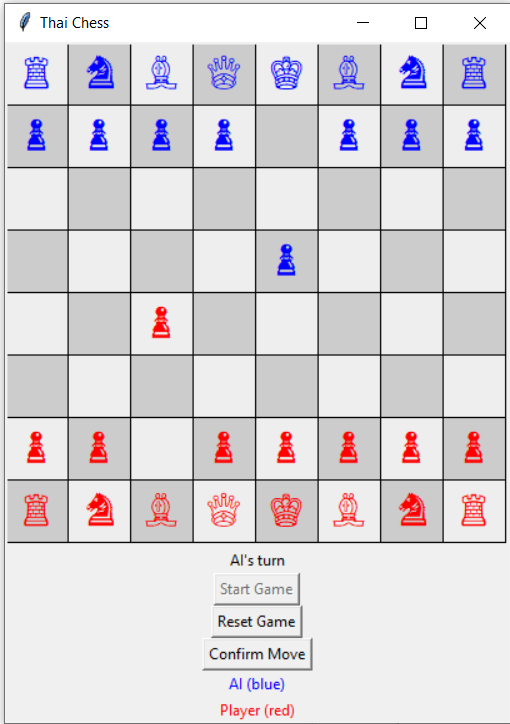 Thai Chess
AI's turn
Start Game
Reset Game
Confirm Move
AI (blue)
Player (red)